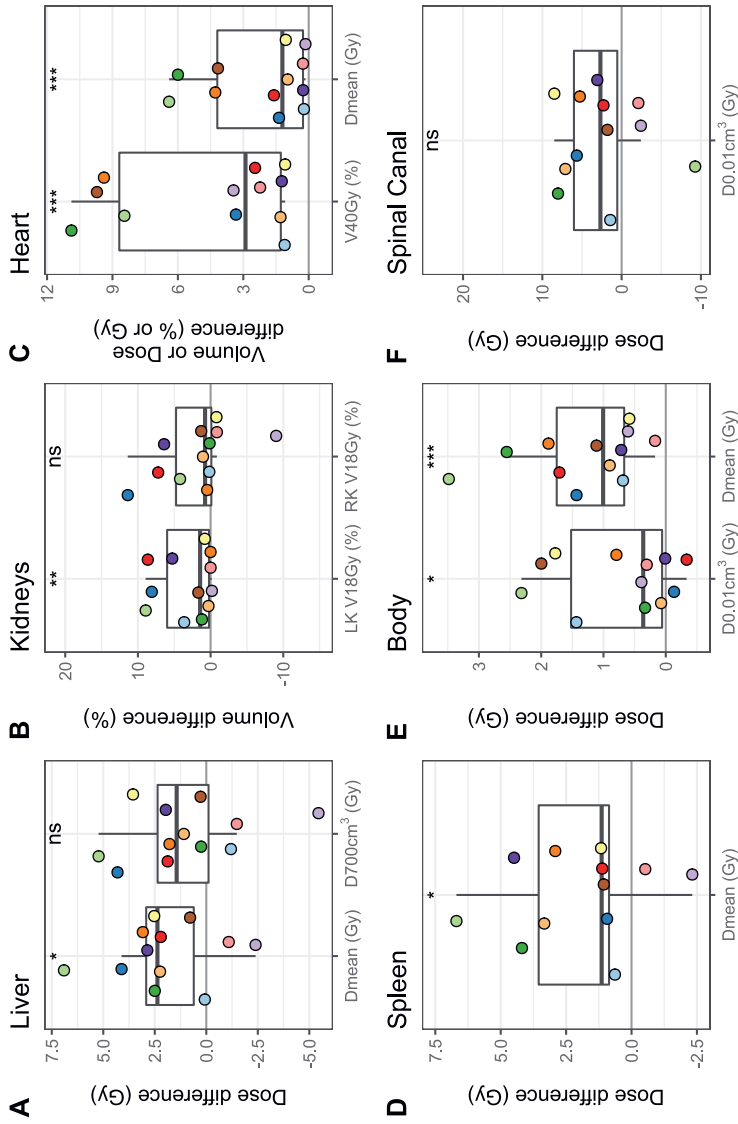 A
Liver
Dose difference (Gy)
7.5
5.0
2.5
0.0
-2.5
-5.0
*
ns
Dmean (Gy)
D700cm³ (Gy)
B
Kidneys
Volume difference (%)
20
10
0
-10
**
ns
LK V18Gy (%)
RK V18Gy (%)
C
Heart
Volume or Dose
difference (% or Gy)
12
9
6
3
0
***
***
V40Gy (%)
Dmean (Gy)
D
Spleen
Dose difference (Gy)
7.5
5.0
2.5
0.0
-2.5
*
Dmean (Gy)
E
Body
Dose difference (Gy)
3
2
1
0
*
***
D0.01cm³ (Gy)
Dmean (Gy)
F
Spinal Canal
Dose difference (Gy)
20
10
0
-10
ns
D0.01cm³ (Gy)